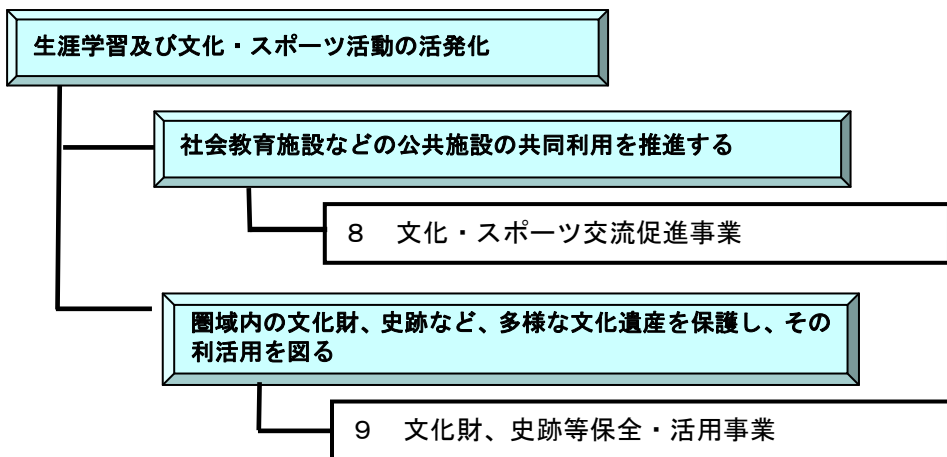 生涯学習及び文化・スポーツ活動の活発化
社会教育施設などの公共施設の共同利用を推進する
８　文化・スポーツ交流促進事業
圏域内の文化財、史跡など、多様な文化遺産を保護し、その
利活用を図る
９　文化財、史跡等保全・活用事業